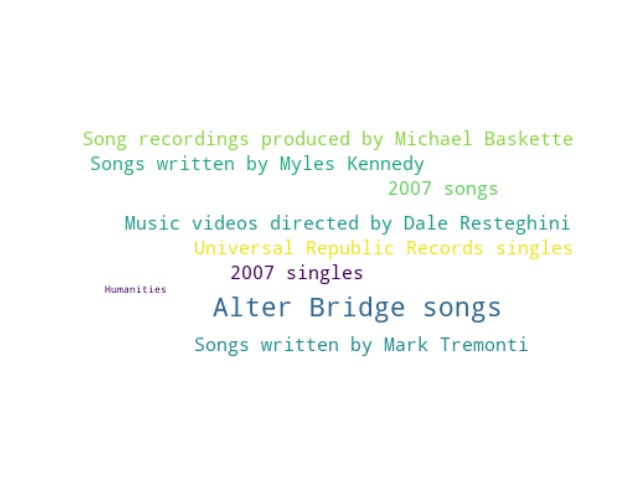 Song recordings produced by Michael Baskette
Songs written by Myles Kennedy
2007 songs
Music videos directed by Dale Resteghini
Universal Republic Records singles
2007 singles
Humanities
Alter Bridge songs
Songs written by Mark Tremonti